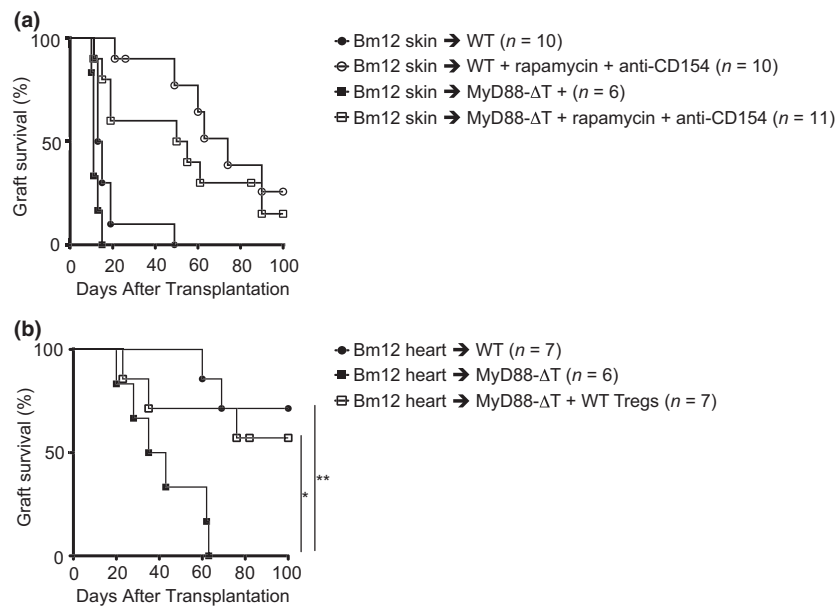 (a)
100
50
0
Graft survival (%)
0 20 40 60 80 100
Days After Transplantation
Bm12 skin ➔ WT (n = 10)
Bm12 skin ➔ WT + rapamycin + anti-CD154 (n = 10)
Bm12 skin ➔ MyD88-ΔT + (n = 6)
Bm12 skin ➔ MyD88-ΔT + rapamycin + anti-CD154 (n = 11)
(b)
100
50
0
Graft survival (%)
0 20 40 60 80 100
Days After Transplantation
* **
Bm12 heart ➔ WT (n = 7)
Bm12 heart ➔ MyD88-ΔT (n = 6)
Bm12 heart ➔ MyD88-ΔT + WT Tregs (n = 7)